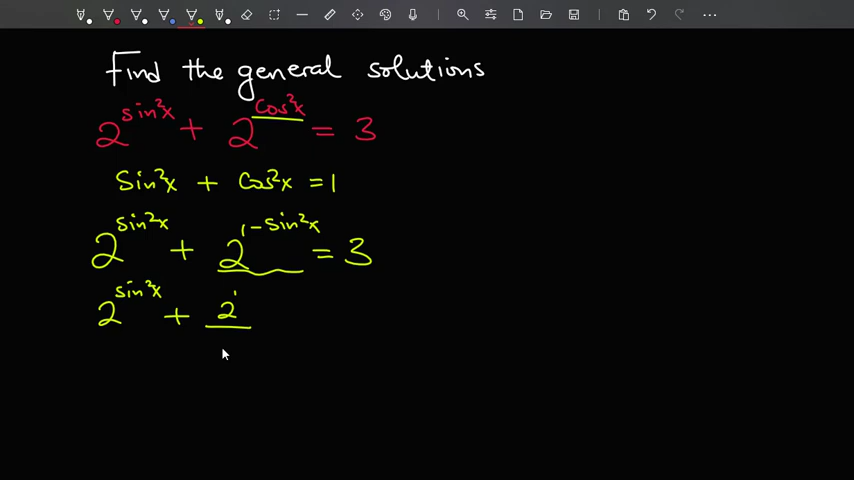 Find the general solutions
2^{sin²x} + 2^{cos²x} = 3
Sin²x + cos²x = 1
2^{sin²x} + 2^{1-sin²x} = 3
2^{sin²x} + 2^1